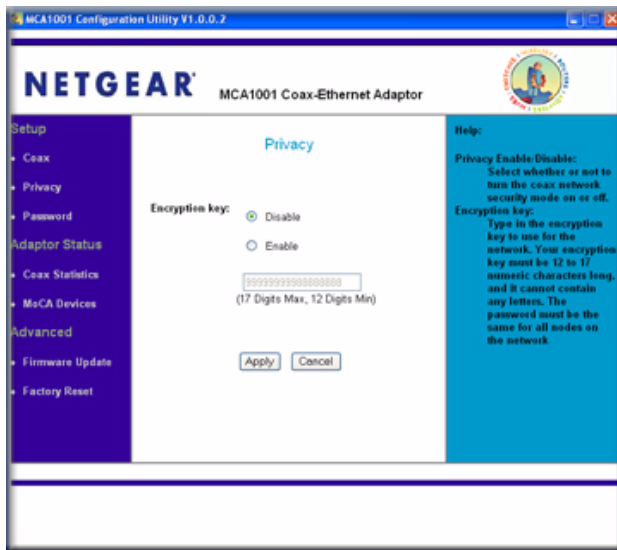 MCA1001 Configuration Utility V1.0.0.2
NETGEAR
MCA1001 Coax-Ethernet Adaptor
Setup
Coax
Privacy
Password
Adaptor Status
Coax Statistics
MoCA Devices
Advanced
Firmware Update
Factory Reset
Privacy
Encryption key:
Disable
Enable
99999999988888888
(17 Digits Max, 12 Digits Min)
Apply
Cancel
Help:
Privacy Enable/Disable:
Select whether or not to
turn the coax network
security mode on or off.
Encryption key:
Type in the encryption
key to use for the
network. Your encryption
key must be 12 to 17
numeric characters long,
and it cannot contain
any letters. The
password must be the
same for all nodes on
the network